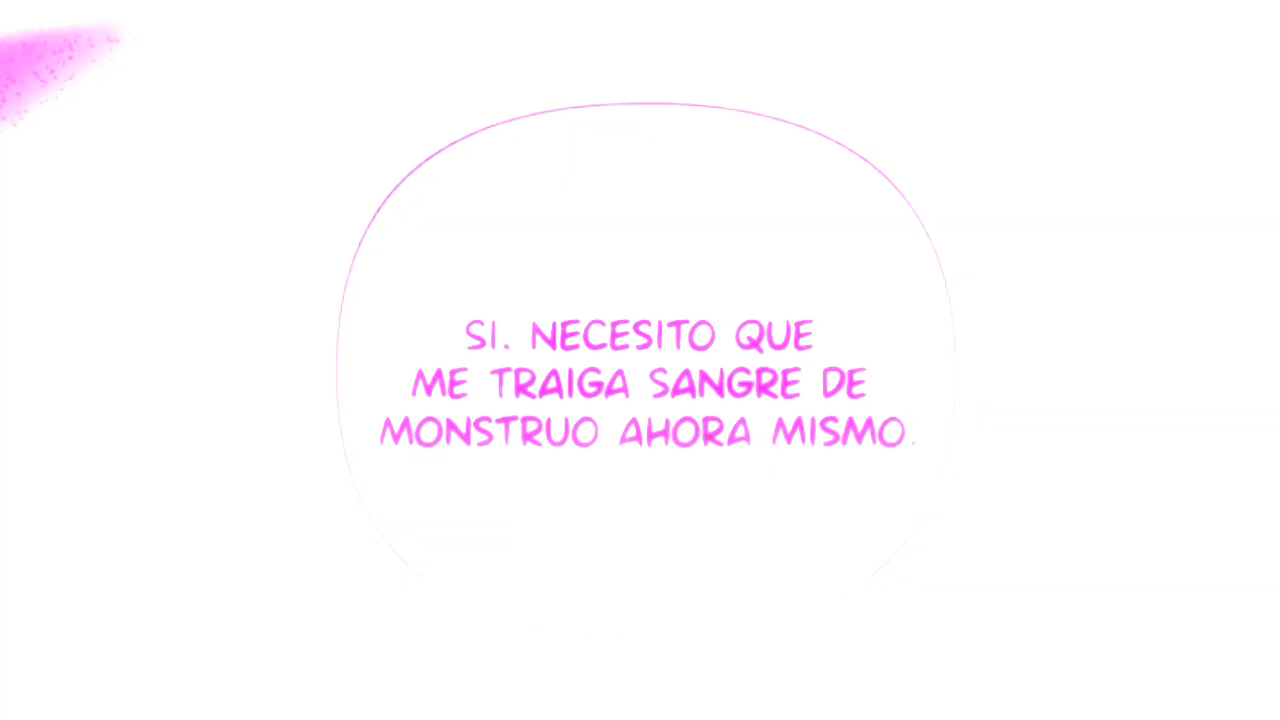 SI. NECESITO QUE
ME TRAIGA SANGRE DE
MONSTRUO AHORA MISMO.